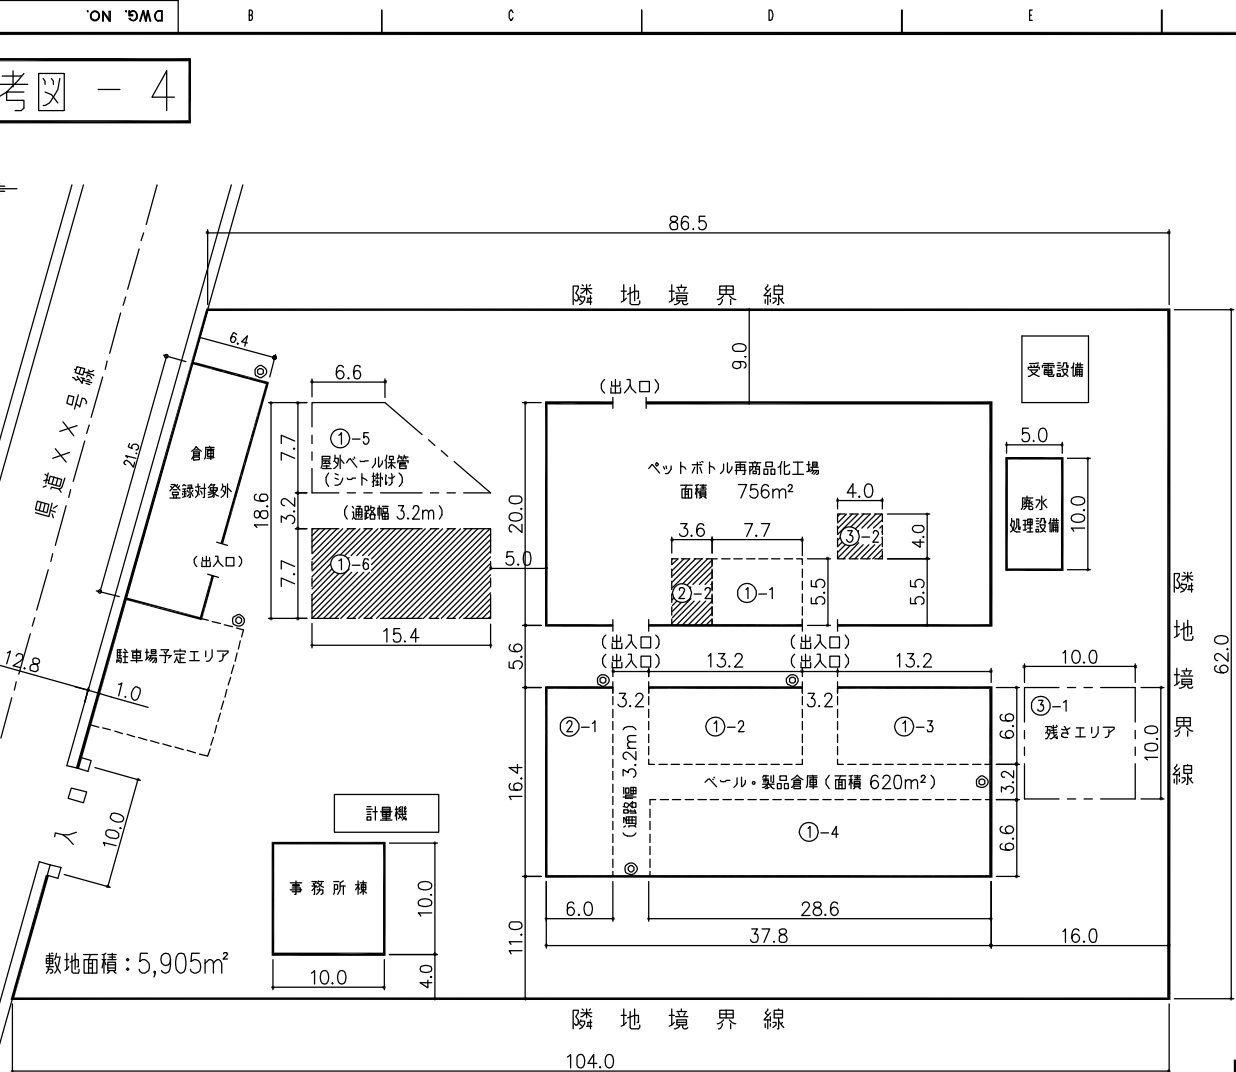 DWG. NO.
B
C
D
E
考図 － 4
86.5
隣地境界線
6.4
9.0
受電設備
(出入口)
6.6
県道××号線
21.5
倉庫
登録対象外
(出入口)
18.6
7.7
3.2
7.7
①-5
屋外ベール保管
(シート掛け)
(通路幅 3.2m)
①-6
15.4
5.0
20.0
ペットボトル再商品化工場
面積 756m²
3.6
7.7
4.0
③-2
4.0
②-2
①-1
5.5
5.5
5.0
廃水
処理設備
10.0
隣地境界線
62.0
12.8
1.0
駐車場予定エリア
5.6
(出入口)
(出入口)
(出入口)
(出入口)
13.2
13.2
10.0
3.2
3.2
②-1
①-2
①-3
6.6
③-1
残さエリア
10.0
16.4
(通路幅 3.2m)
ベール・製品倉庫(面積 620m²)
3.2
①-4
6.6
入口
10.0
計量機
事務所棟
10.0
10.0
4.0
6.0
28.6
37.8
16.0
11.0
敷地面積：5,905m²
隣地境界線
104.0